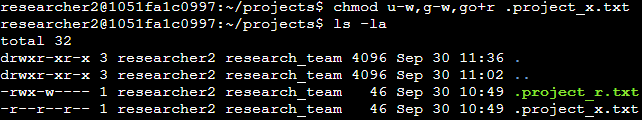 researcher2@1051fa1c0997:~/projects$ chmod u-w,g-w,go+r .project_x.txt
researcher2@1051fa1c0997:~/projects$ ls -la
total 32
drwxr-xr-x 3 researcher2 research_team 4096 Sep 30 11:36 .
drwxr-xr-x 3 researcher2 research_team 4096 Sep 30 11:02 ..
-rwx-w---- 1 researcher2 research_team   46 Sep 30 10:49 .project_r.txt
-r--r--r-- 1 researcher2 research_team   46 Sep 30 10:49 .project_x.txt